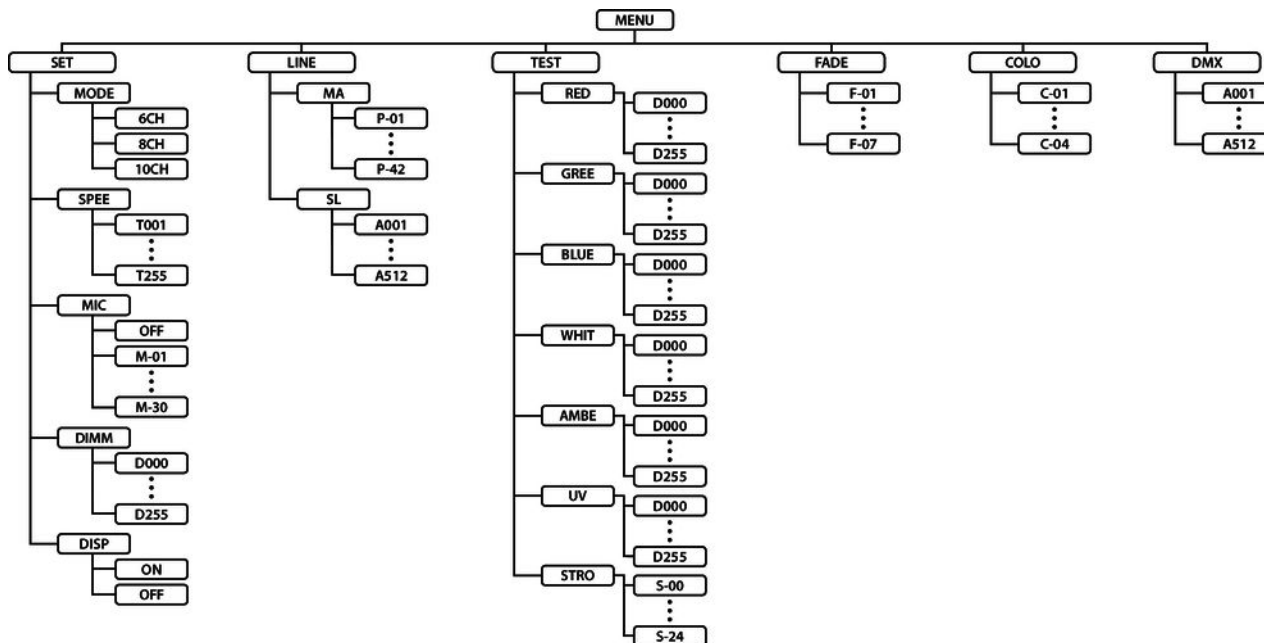 MENU
SET
MODE
6CH
8CH
10CH
SPEE
T001
T255
MIC
OFF
M-01
M-30
DIMM
D000
D255
DISP
ON
OFF
LINE
MA
P-01
P-42
SL
A001
A512
TEST
RED
D000
D255
GREE
D000
D255
BLUE
D000
D255
WHIT
D000
D255
AMBE
D000
D255
UV
D000
D255
STRO
S-00
S-24
FADE
F-01
F-07
COLO
C-01
C-04
DMX
A001
A512